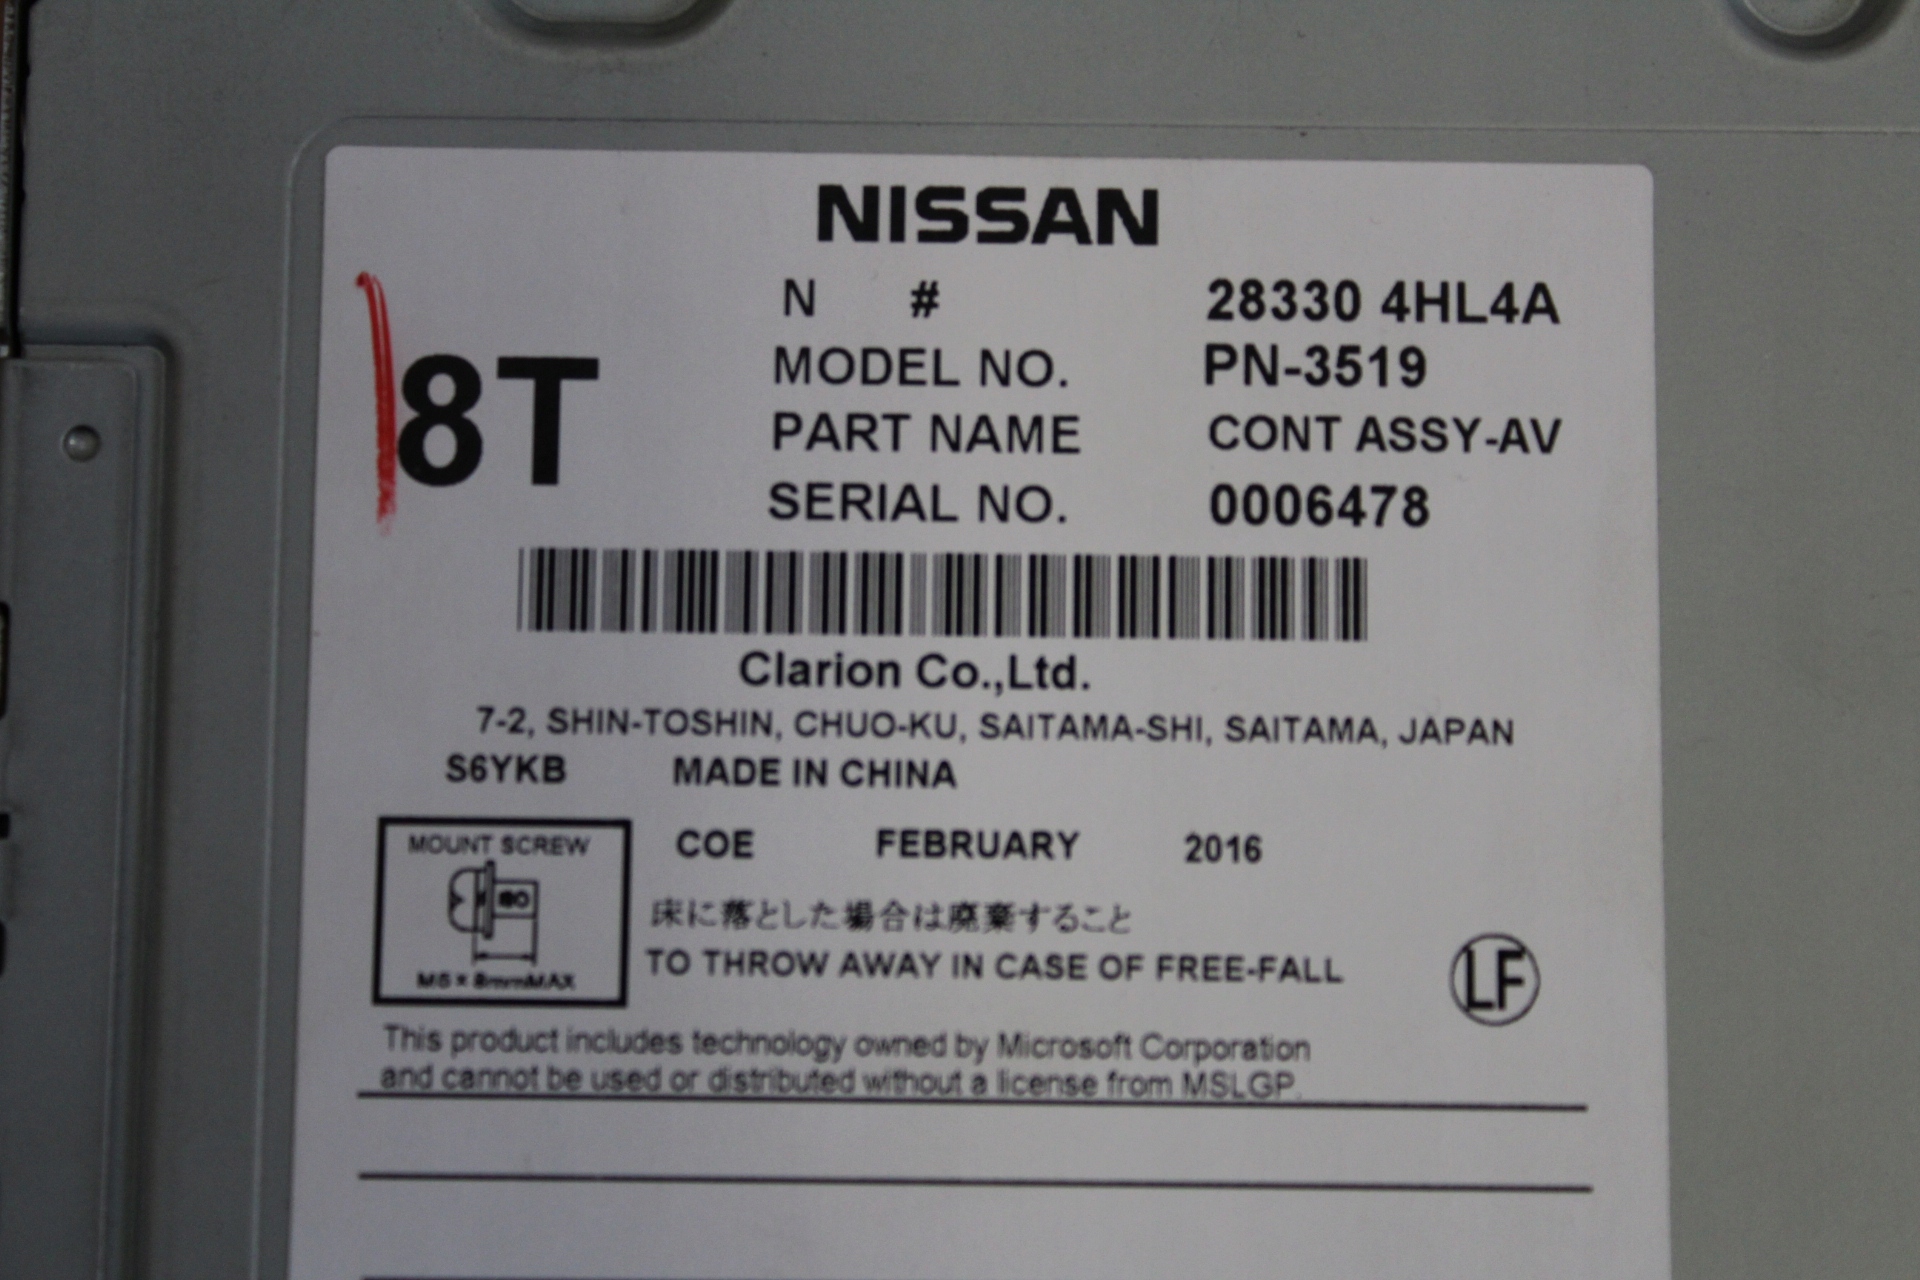 NISSAN
N # 28330 4HL4A
8T
MODEL NO. PN-3519
PART NAME CONT ASSY-AV
SERIAL NO. 0006478
Clarion Co.,Ltd.
7-2, SHIN-TOSHIN, CHUO-KU, SAITAMA-SHI, SAITAMA, JAPAN
S6YKB MADE IN CHINA
MOUNT SCREW
ISO
M5 × 8mmMAX
COE FEBRUARY 2016
床に落とした場合は廃棄すること
TO THROW AWAY IN CASE OF FREE-FALL
LF
This product includes technology owned by Microsoft Corporation
and cannot be used or distributed without a license from MSLGP.